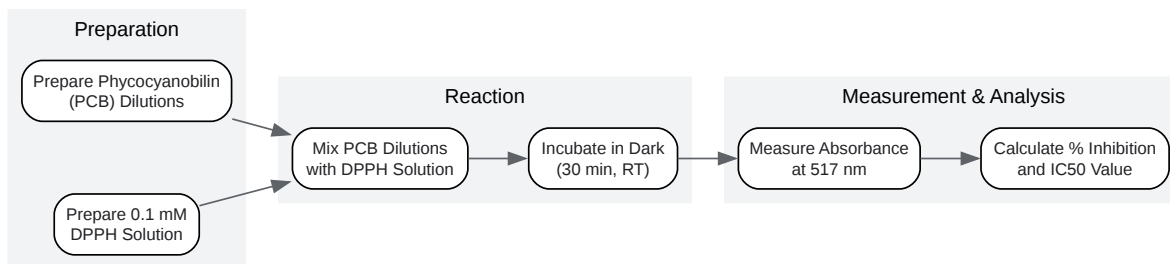 Preparation
Prepare Phycocyanobilin
(PCB) Dilutions
Prepare 0.1 mM
DPPH Solution
Reaction
Mix PCB Dilutions
with DPPH Solution
Incubate in Dark
(30 min, RT)
Measurement & Analysis
Measure Absorbance
at 517 nm
Calculate % Inhibition
and IC50 Value